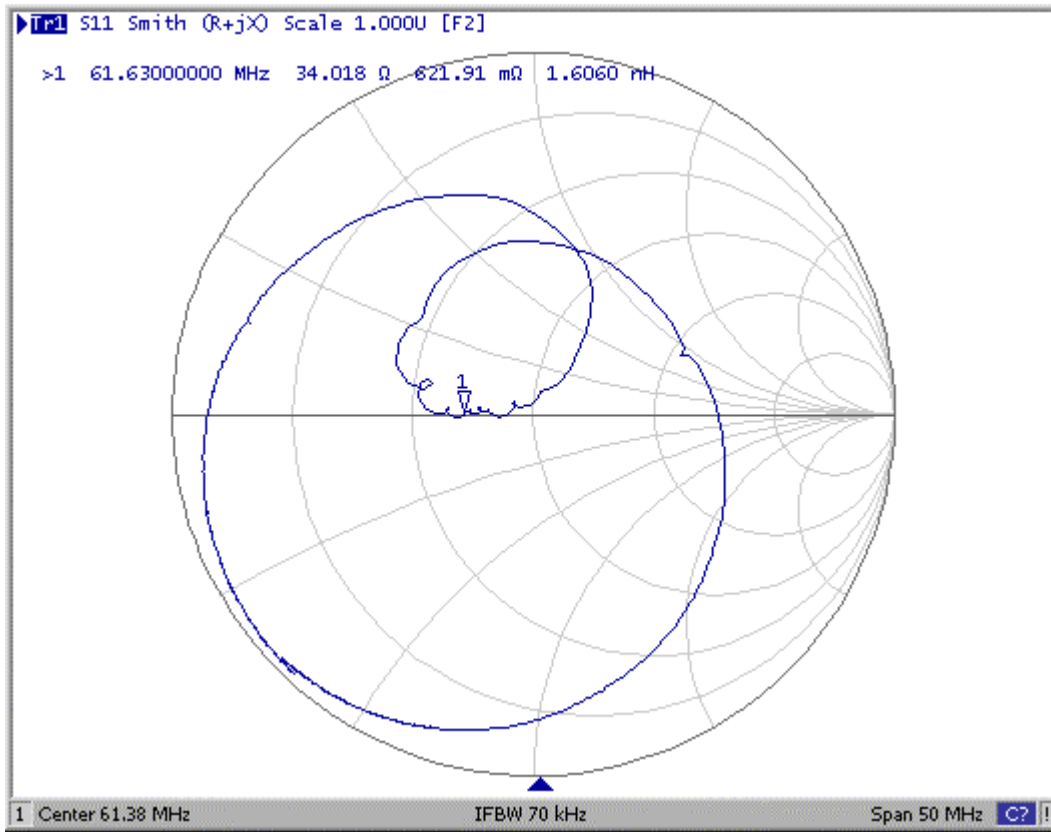 Tr1 S11 Smith (R+jX) Scale 1.000U [F2]
>1 61.63000000 MHz 34.018 Ω 621.91 mΩ 1.6060 nH
1
1 Center 61.38 MHz IFBW 70 kHz Span 50 MHz C? !